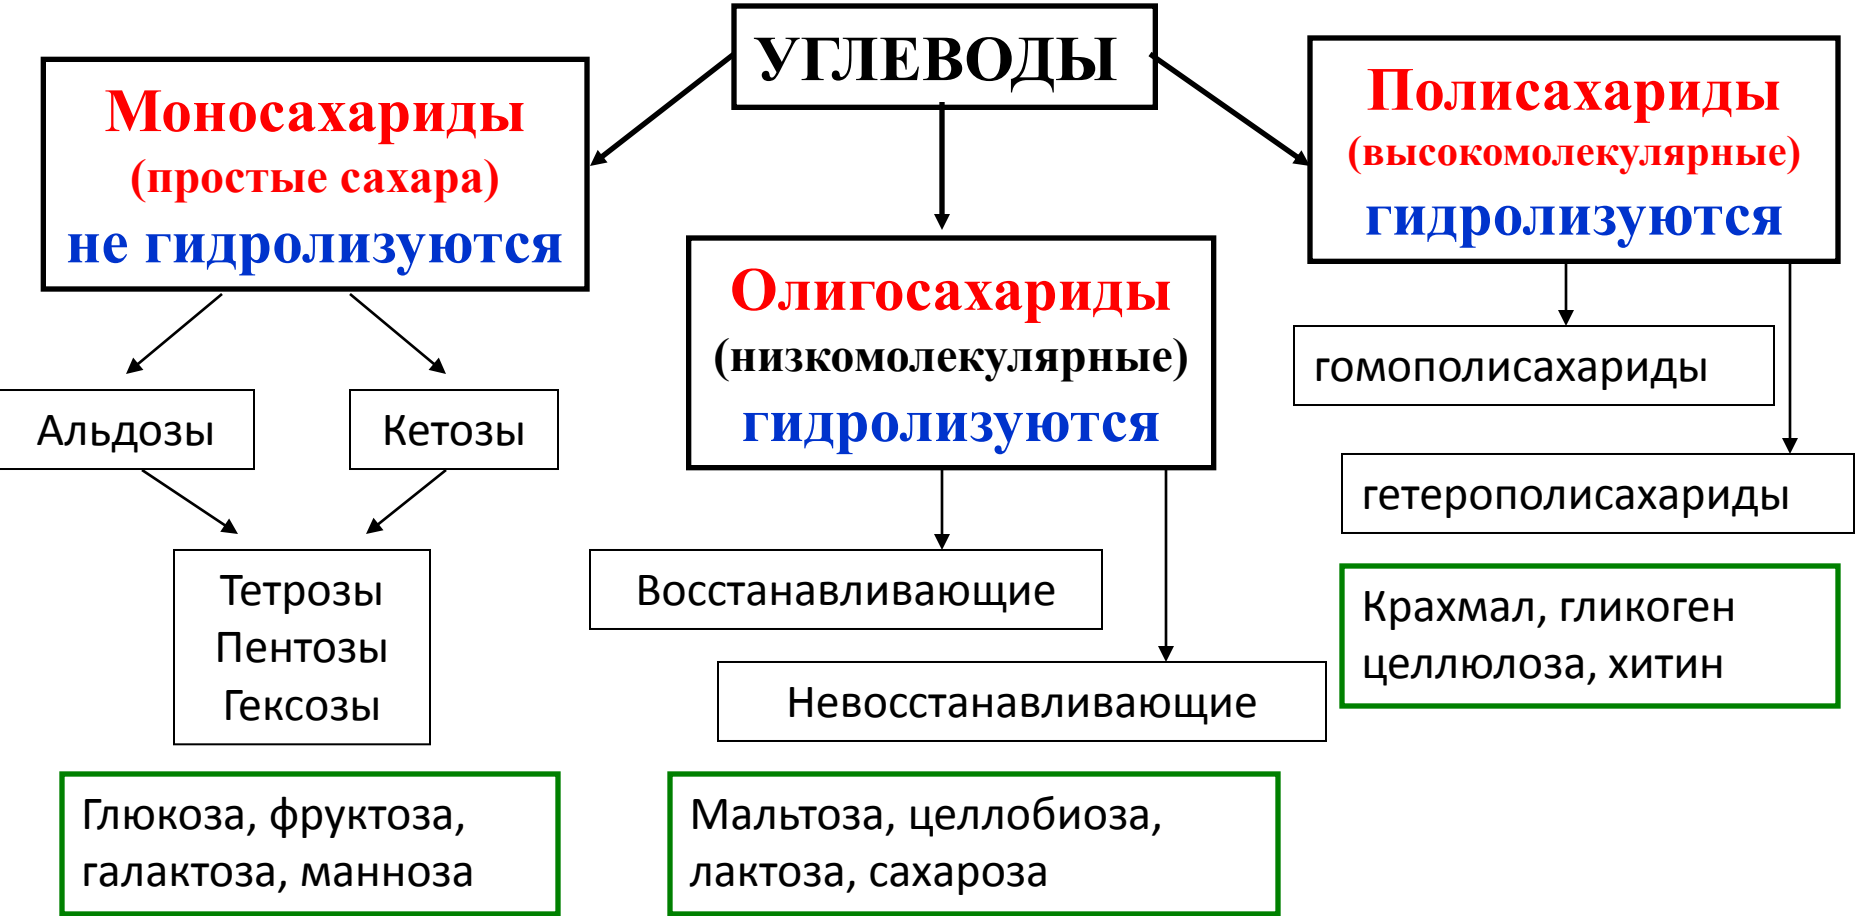 УГЛЕВОДЫ
Моносахариды
(простые сахара)
не гидролизуются
Альдозы
Кетозы
Тетрозы
Пентозы
Гексозы
Глюкоза, фруктоза,
галактоза, манноза
Олигосахариды
(низкомолекулярные)
гидролизуются
Восстанавливающие
Невосстанавливающие
Мальтоза, целлобиоза,
лактоза, сахароза
Полисахариды
(высокомолекулярные)
гидролизуются
гомополисахариды
гетерополисахариды
Крахмал, гликоген
целлюлоза, хитин